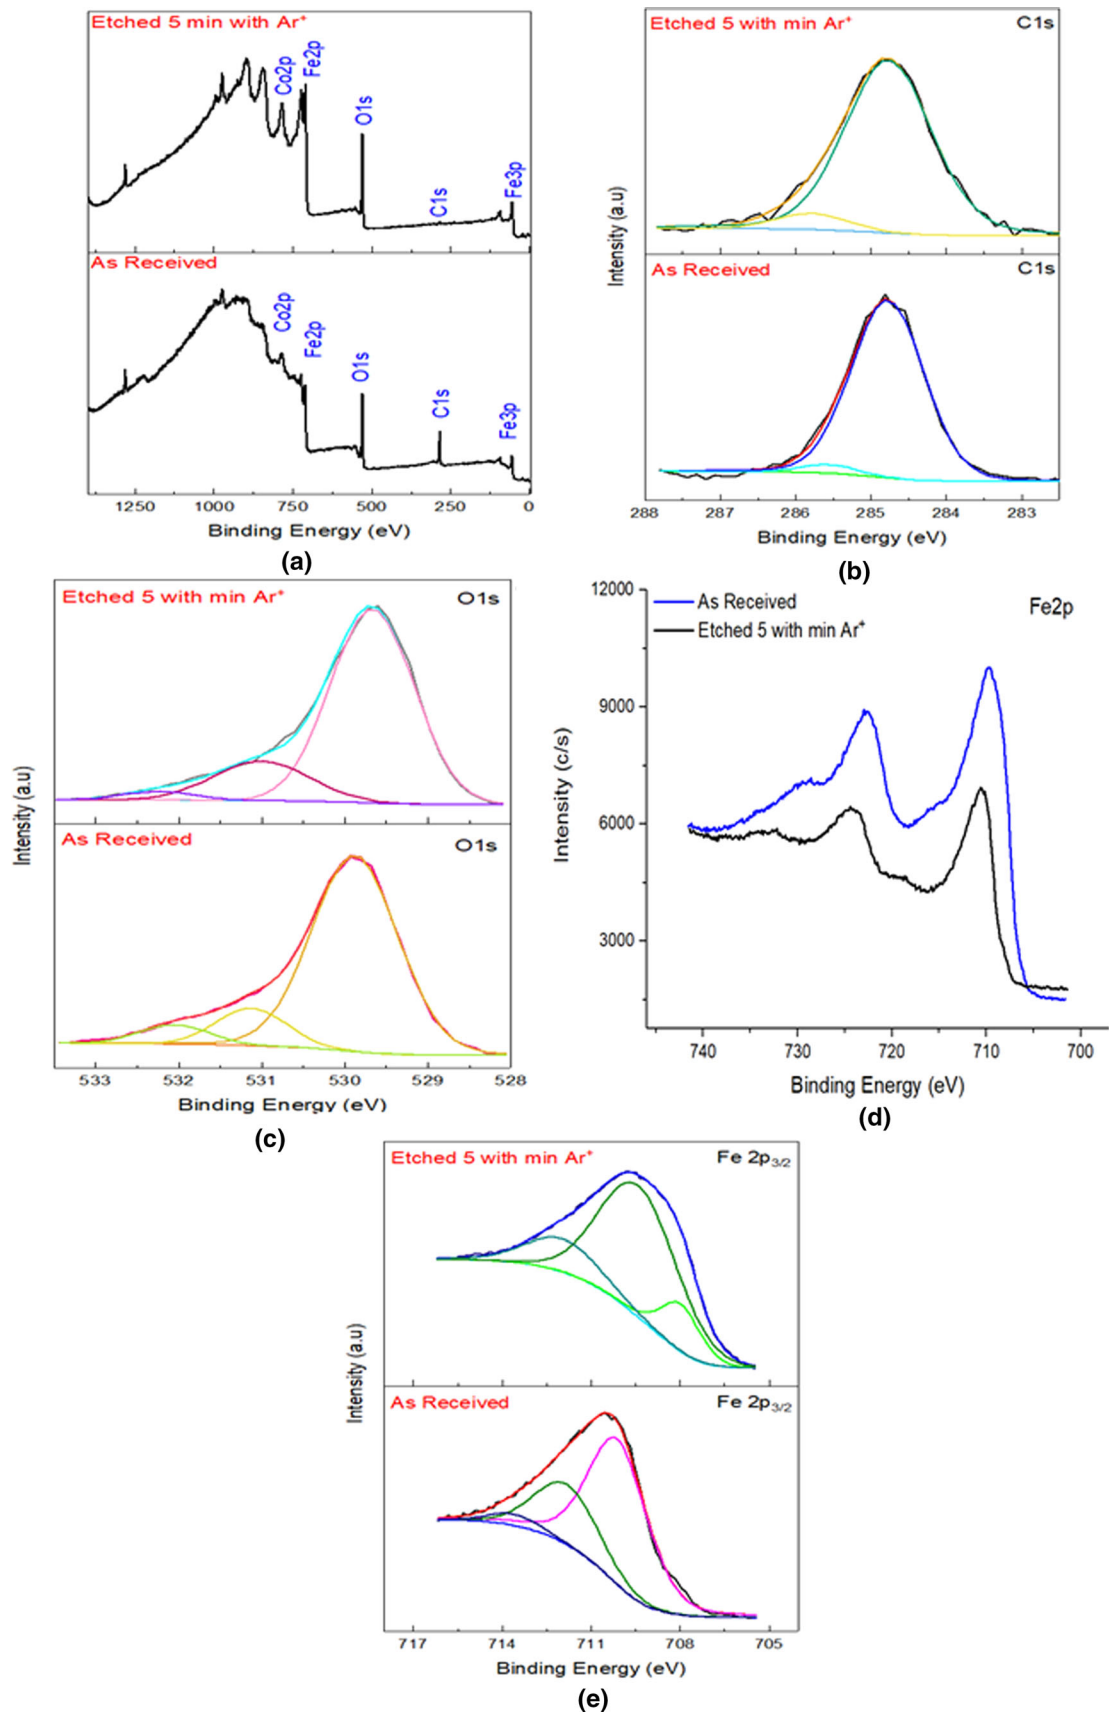 Etched 5 min with Ar⁺
Co2p
Fe2p
O1s
C1s
Fe3p
As Received
Co2p
Fe2p
O1s
C1s
Fe3p
1250 1000 750 500 250 0
Binding Energy (eV)
(a)
Etched 5 with min Ar⁺ C1s
Intensity (a.u)
As Received C1s
288 287 286 285 284 283
Binding Energy (eV)
(b)
Etched 5 with min Ar⁺ O1s
Intensity (a.u)
As Received O1s
533 532 531 530 529 528
Binding Energy (eV)
(c)
12000
9000
6000
3000
Intensity (c/s)
As Received
Etched 5 with min Ar⁺
Fe2p
740 730 720 710 700
Binding Energy (eV)
(d)
Etched 5 with min Ar⁺ Fe 2p₃/₂
Intensity (a.u)
As Received Fe 2p₃/₂
717 714 711 708 705
Binding Energy (eV)
(e)